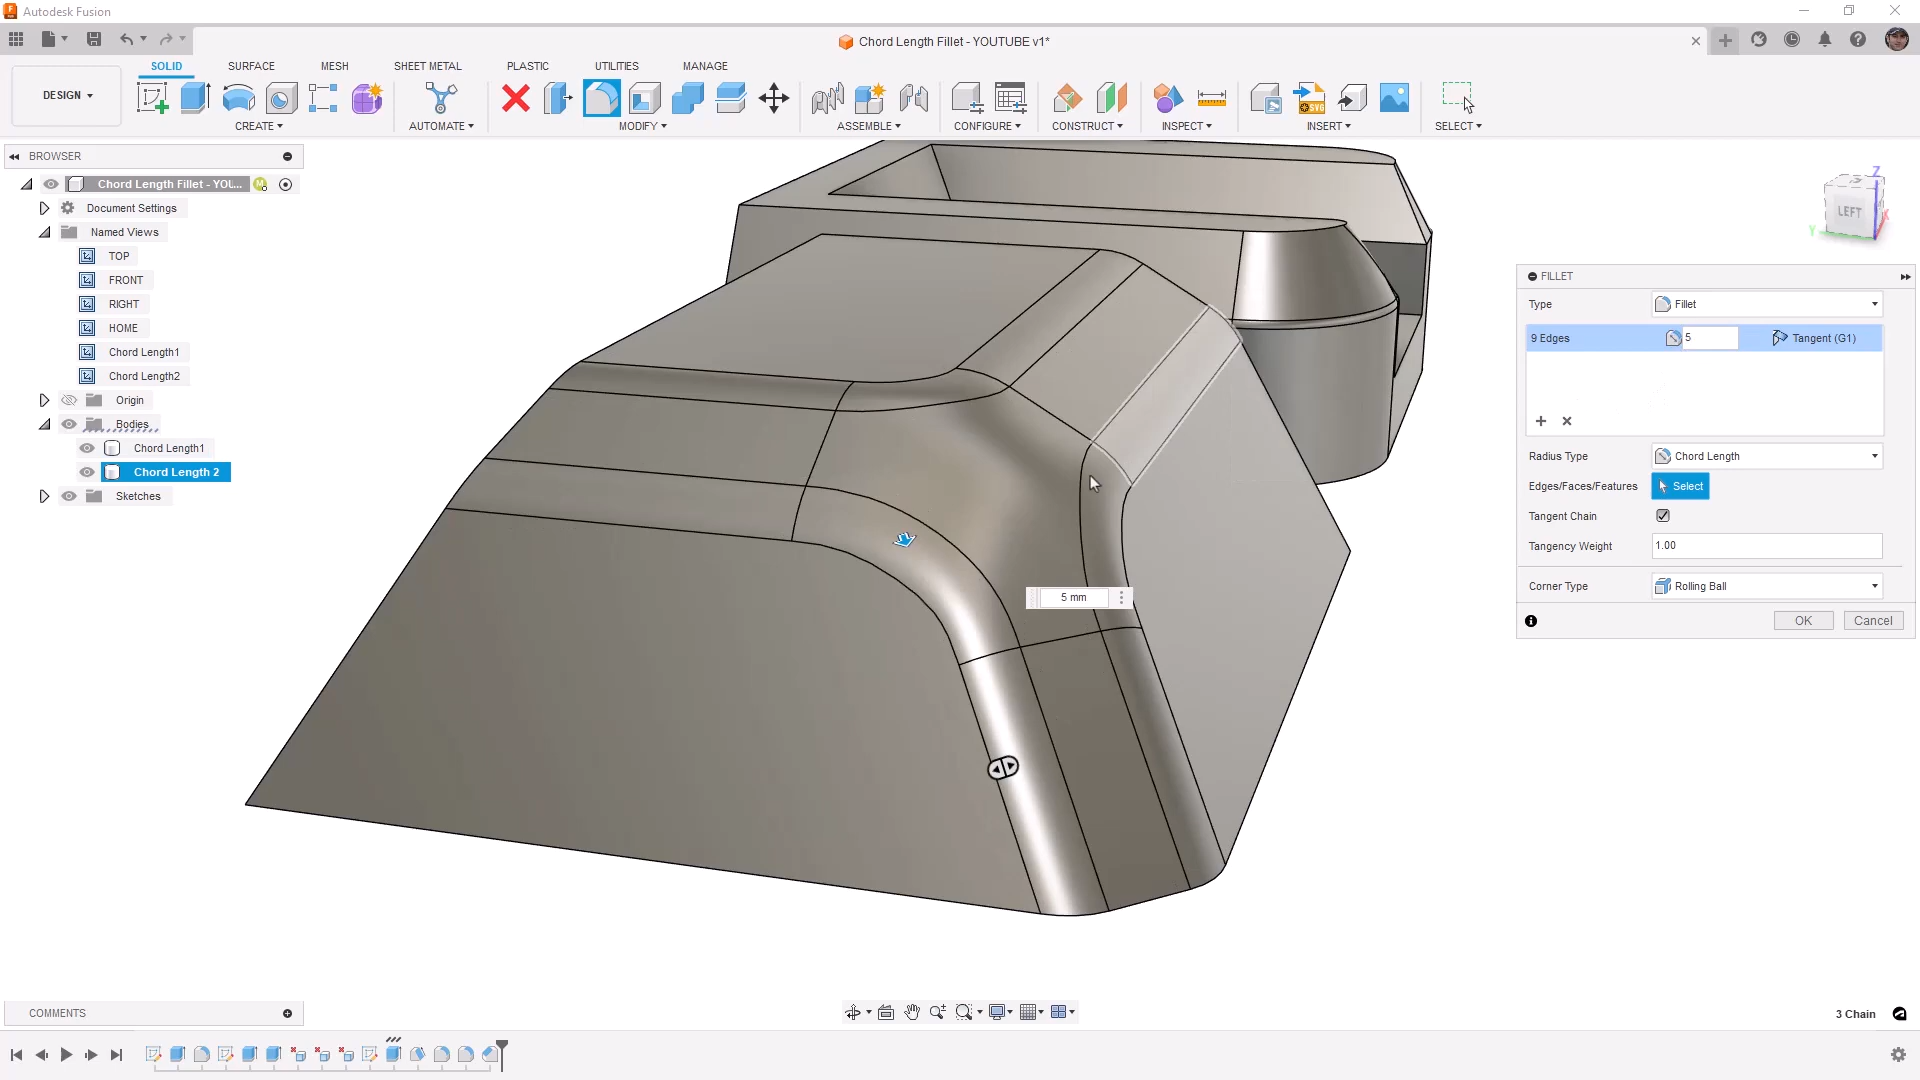 Autodesk Fusion
Chord Length Fillet - YOUTUBE v1*
DESIGN
SOLID SURFACE MESH SHEET METAL PLASTIC UTILITIES MANAGE
SVG
CREATE AUTOMATE MODIFY ASSEMBLE CONFIGURE CONSTRUCT INSPECT INSERT SELECT
BROWSER
Chord Length Fillet - YOU...
M
Document Settings
Named Views
TOP
FRONT
RIGHT
HOME
Chord Length1
Chord Length2
Origin
Bodies
Chord Length1
Chord Length 2
Sketches
Z
LEFT
Y
X
FILLET
Type Fillet
9 Edges 5 Tangent (G1)
Radius Type Chord Length
Edges/Faces/Features Select
Tangent Chain
Tangency Weight 1.00
Corner Type Rolling Ball
OK Cancel
5 mm
COMMENTS
3 Chain